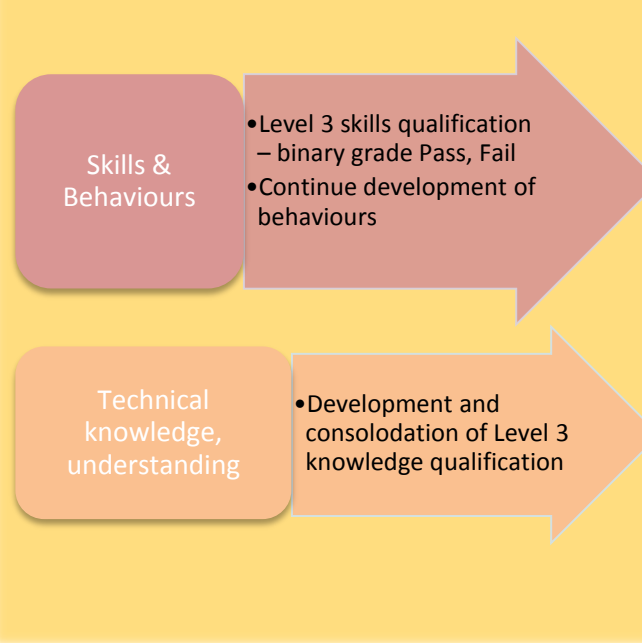 Skills &
Behaviours
•Level 3 skills qualification
– binary grade Pass, Fail
•Continue development of
behaviours
Technical
knowledge,
understanding
•Development and
consolodation of Level 3
knowledge qualification